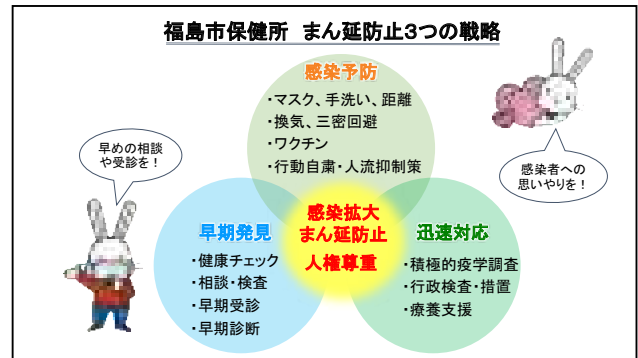 福島市保健所 まん延防止3つの戦略
感染予防
・マスク、手洗い、距離
・換気、三密回避
・ワクチン
・行動自粛・人流抑制策
早めの相談
や受診を！
感染者への
思いやりを！
感染拡大
まん延防止
人権尊重
早期発見
・健康チェック
・相談・検査
・早期受診
・早期診断
迅速対応
・積極的疫学調査
・行政検査・措置
・療養支援